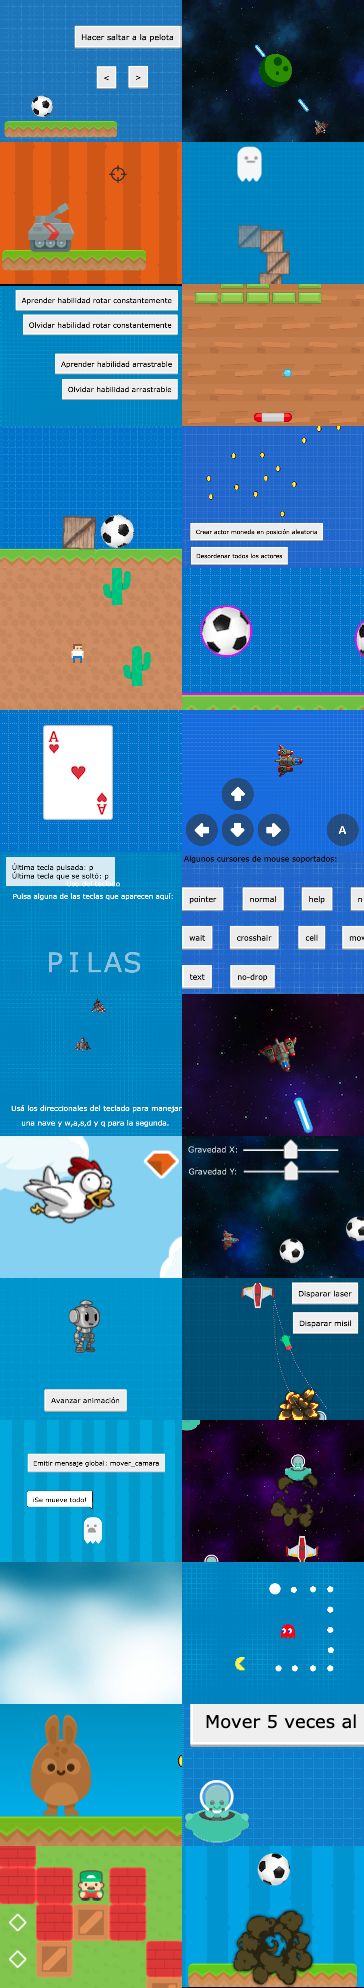 Hacer saltar a la pelota
<
>
Aprender habilidad rotar constantemente
Olvidar habilidad rotar constantemente
Aprender habilidad arrastrable
Olvidar habilidad arrastrable
Crear actor moneda en posición aleatoria
Desordenar todos los actores
A
A
A
Última tecla pulsada: p
Última tecla que se soltó: p
Pulsa alguna de las teclas que aparecen aquí:
PILAS
Algunos cursores de mouse soportados:
pointer
normal
help
n
wait
crosshair
cell
mov
text
no-drop
Usá los direccionales del teclado para manejar
una nave y w,a,s,d y q para la segunda.
Gravedad X:
Gravedad Y:
Avanzar animación
Disparar laser
Disparar misil
Emitir mensaje global: mover_camara
¡Se mueve todo!
Mover 5 veces al